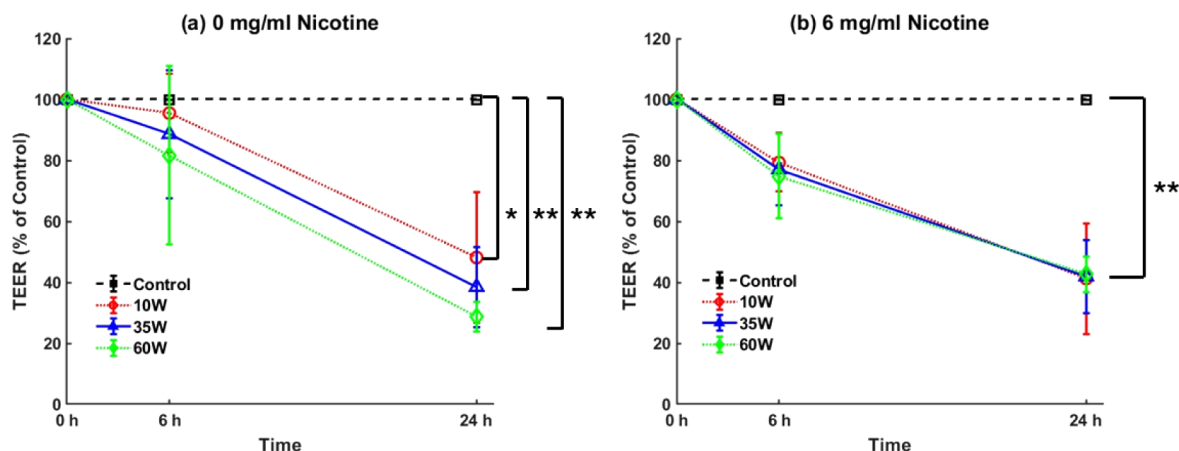 (a) 0 mg/ml Nicotine
120
100
80
60
40
20
0
TEER (% of Control)
Control
10W
35W
60W
* ** **
0 h 6 h 24 h
Time
(b) 6 mg/ml Nicotine
120
100
80
60
40
20
0
TEER (% of Control)
Control
10W
35W
60W
**
0 h 6 h 24 h
Time